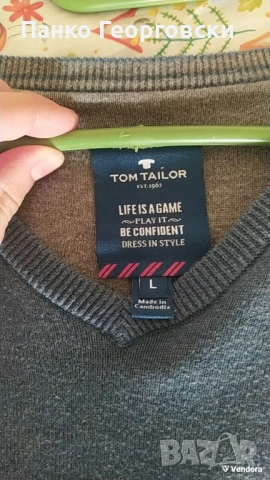 Панко Георговски
TOM TAILOR
EST. 1962
LIFE IS A GAME
PLAY IT
BE CONFIDENT
DRESS IN STYLE
L
Made in
Cambodia
BAZAR
Vendora